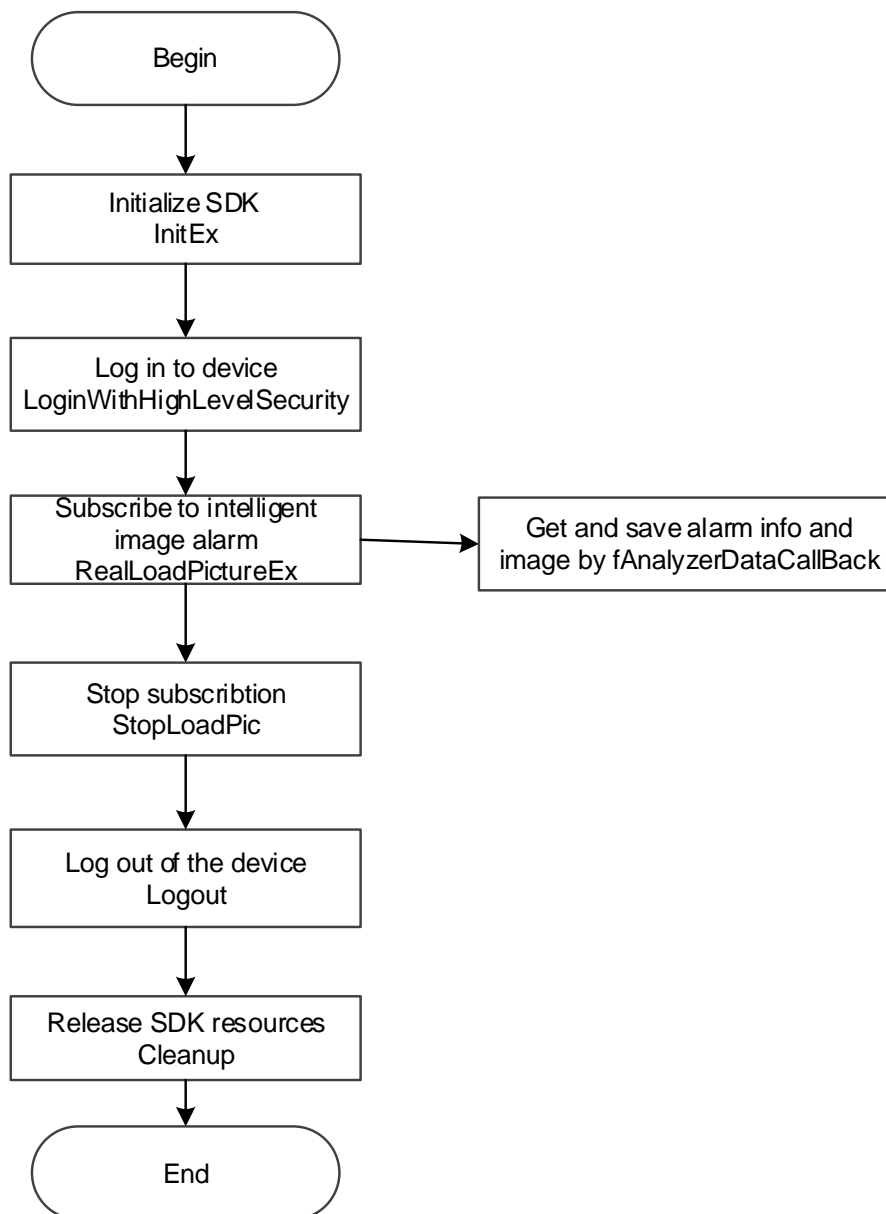 Begin
Initialize SDK
InitEx
Log in to device
LoginWithHighLevelSecurity
Subscribe to intelligent
image alarm
RealLoadPictureEx
Get and save alarm info and
image by fAnalyzerDataCallBack
Stop subscribtion
StopLoadPic
Log out of the device
Logout
Release SDK resources
Cleanup
End